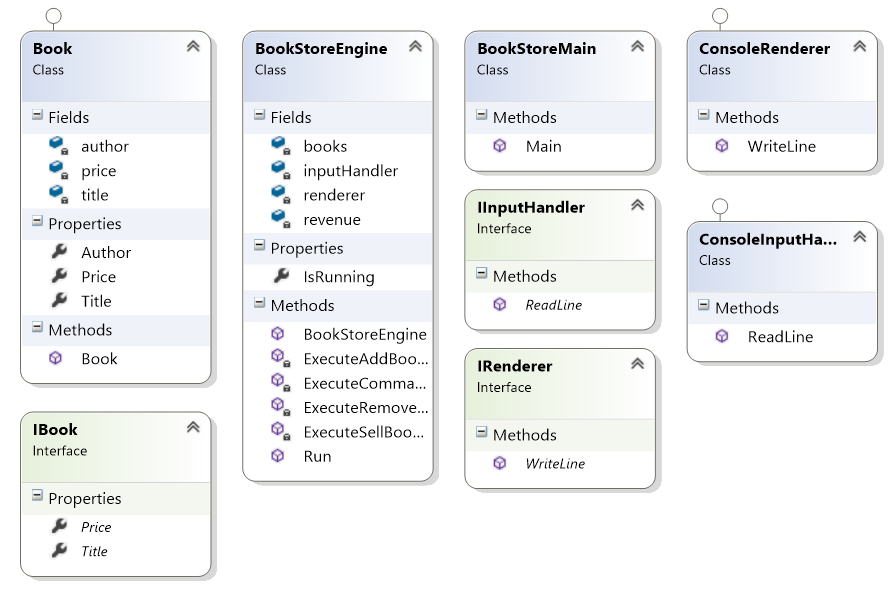 Book
Class
Fields
author
price
title
Properties
Author
Price
Title
Methods
Book
IBook
Interface
Properties
Price
Title
BookStoreEngine
Class
Fields
books
inputHandler
renderer
revenue
Properties
IsRunning
Methods
BookStoreEngine
ExecuteAddBoo...
ExecuteComma...
ExecuteRemove...
ExecuteSellBoo...
Run
BookStoreMain
Class
Methods
Main
IInputHandler
Interface
Methods
ReadLine
IRenderer
Interface
Methods
WriteLine
ConsoleRenderer
Class
Methods
WriteLine
ConsoleInputHa...
Class
Methods
ReadLine